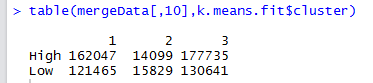 > table(mergeData[,10],k.means.fit$cluster)
1 2 3
High 162047 14099 177735
Low 121465 15829 130641